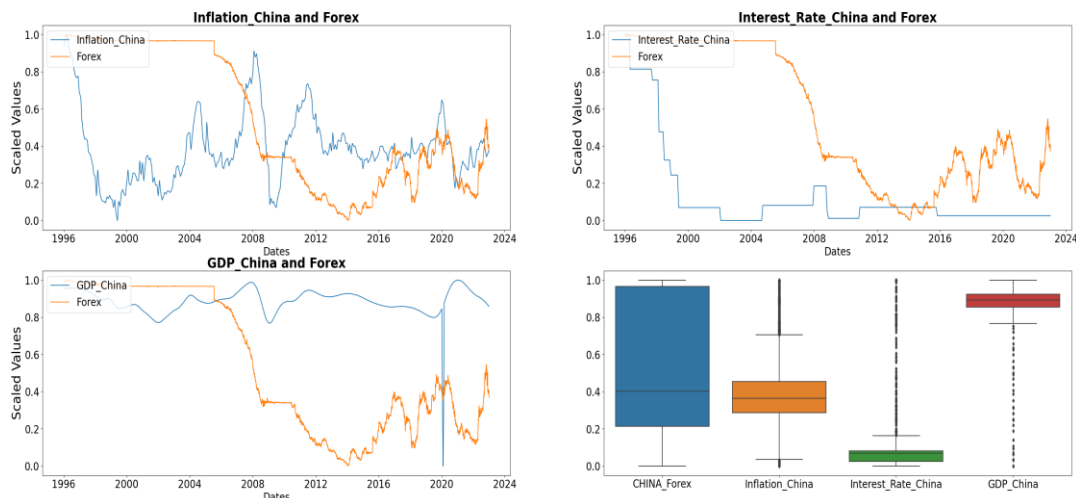 Inflation_China and Forex
1.0
0.8
0.6
0.4
0.2
0.0
Scaled Values
Inflation_China
Forex
1996
2000
2004
2008
2012
2016
2020
2024
Dates
Interest_Rate_China and Forex
1.0
0.8
0.6
0.4
0.2
0.0
Scaled Values
Interest_Rate_China
Forex
1996
2000
2004
2008
2012
2016
2020
2024
Dates
GDP_China and Forex
1.0
0.8
0.6
0.4
0.2
0.0
Scaled Values
GDP_China
Forex
1996
2000
2004
2008
2012
2016
2020
2024
Dates
1.0
0.8
0.6
0.4
0.2
0.0
CHINA_Forex
Inflation_China
Interest_Rate_China
GDP_China